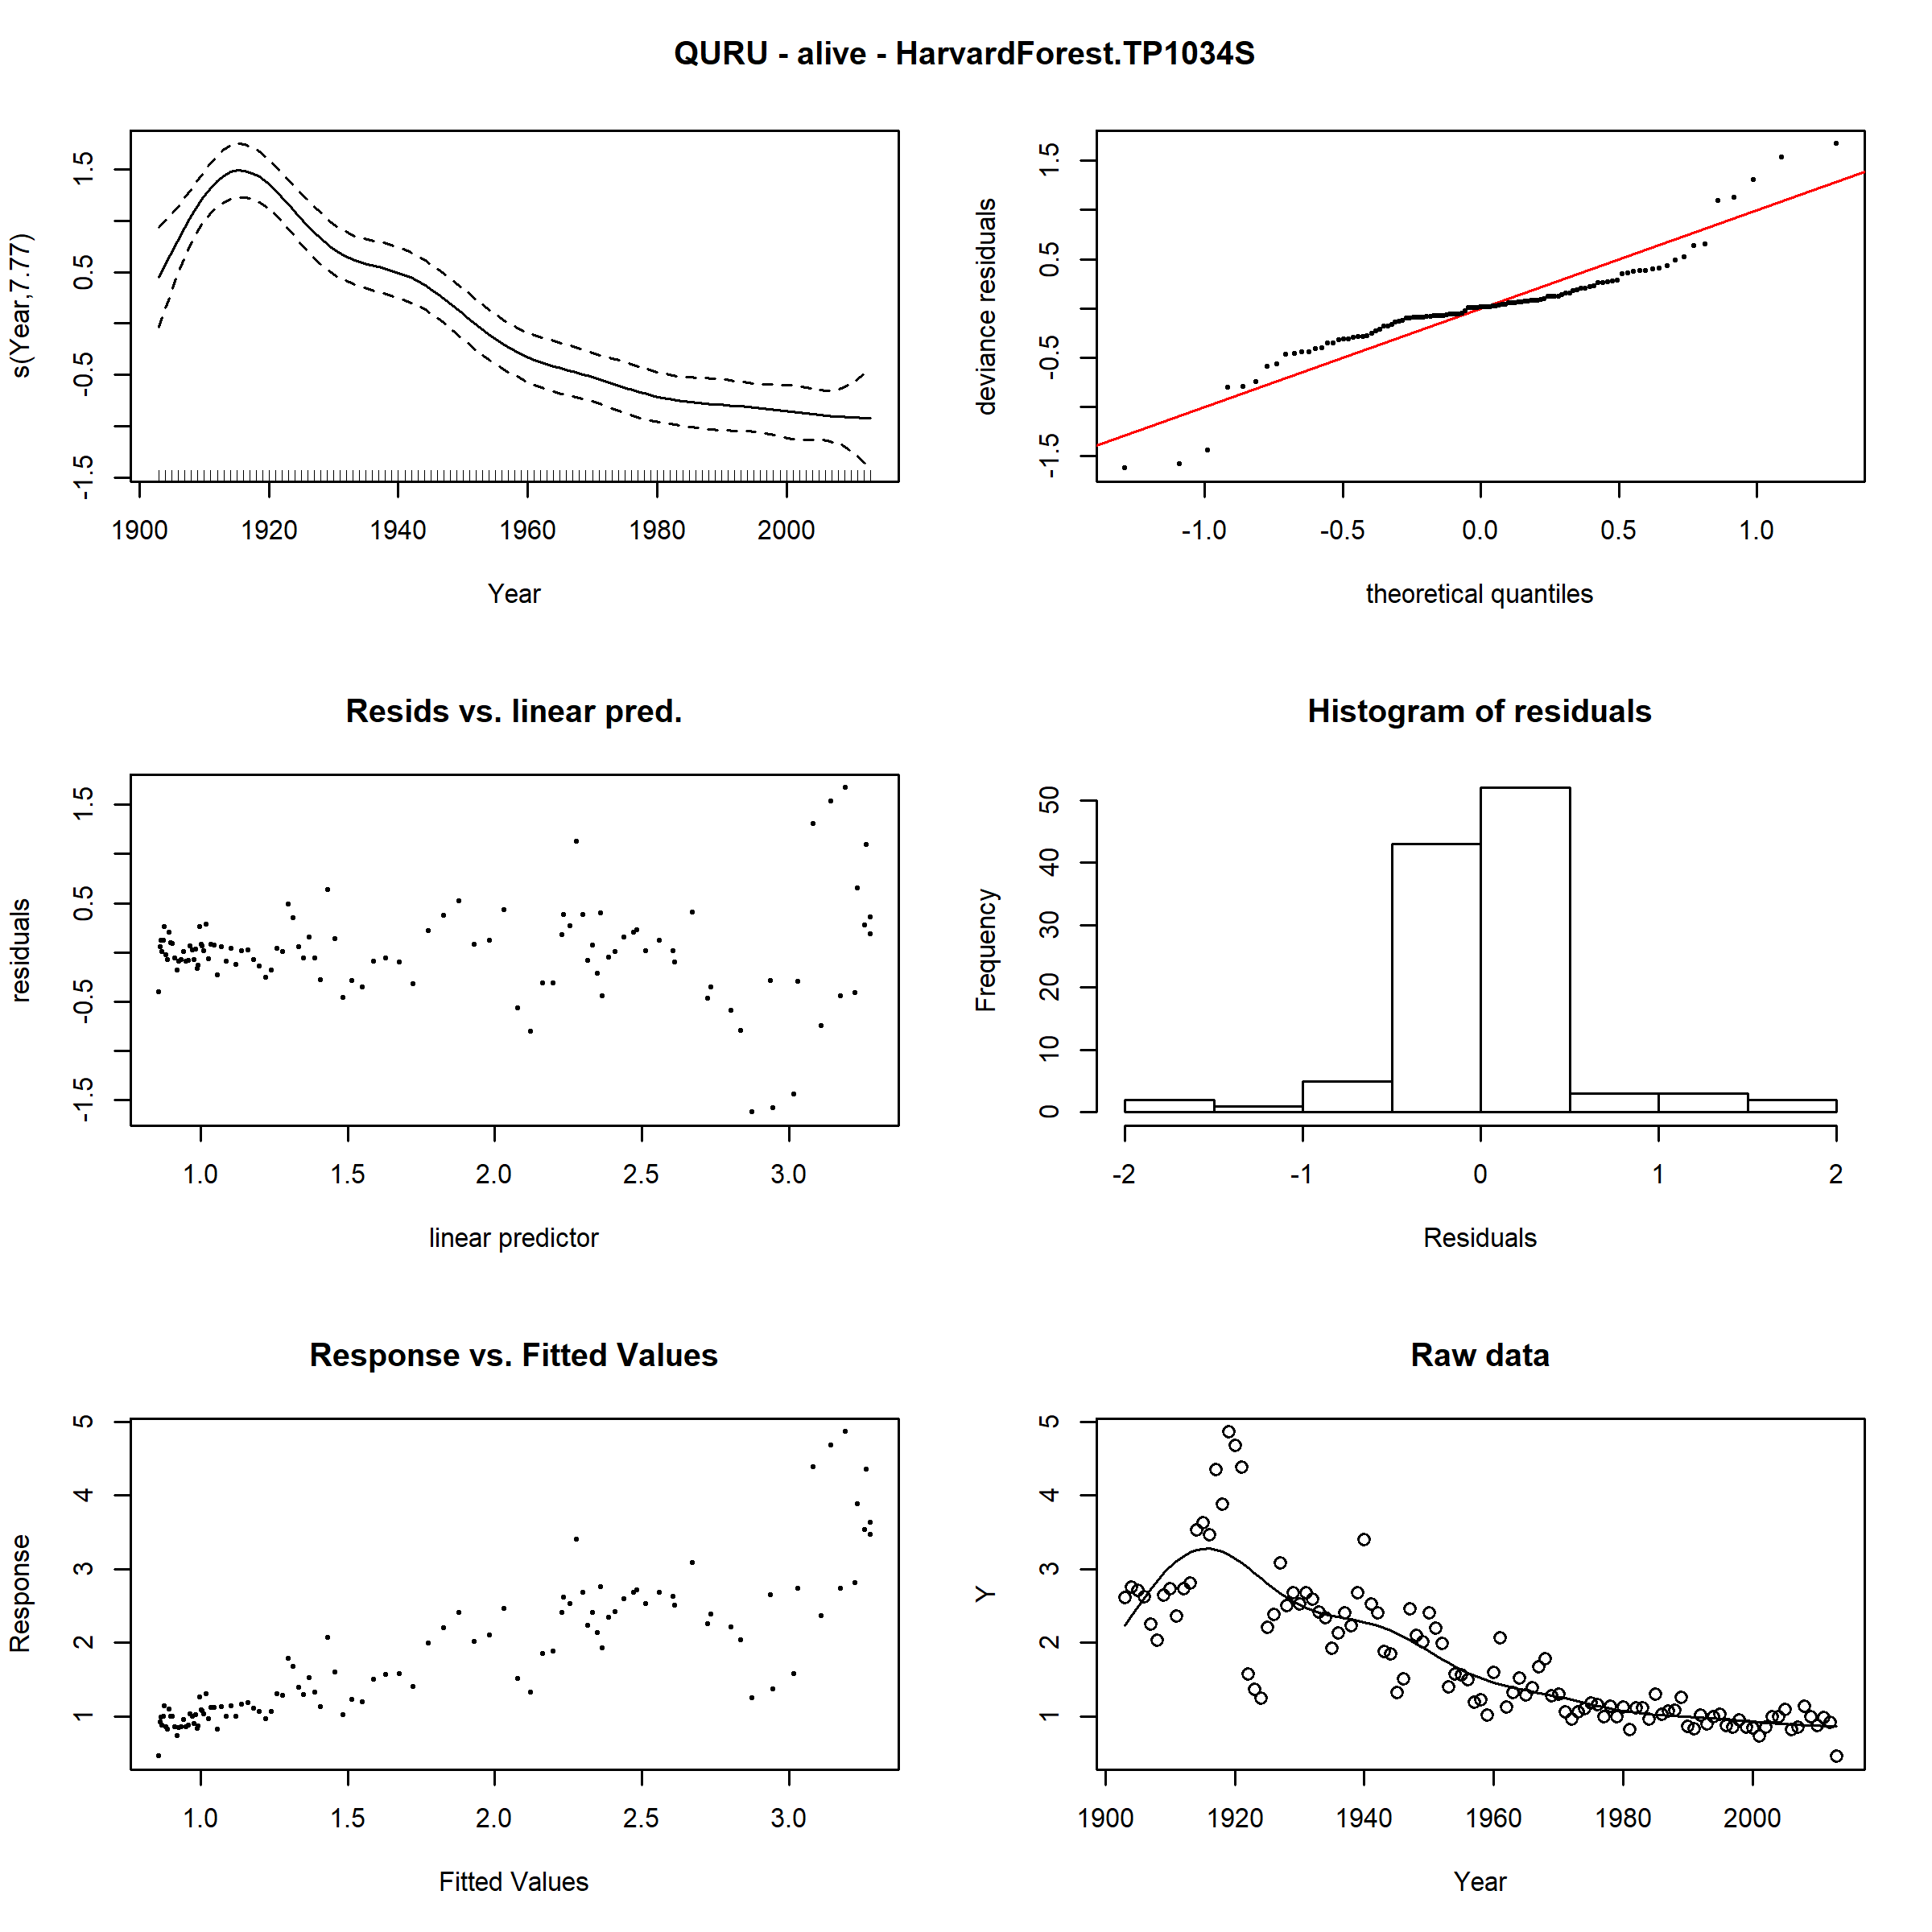 QURU - alive - HarvardForest.TP1034S
s(Year,7.77)
1.5
0.5
-0.5
-1.5
1900 1920 1940 1960 1980 2000
Year
deviance residuals
1.5
0.5
-0.5
-1.5
-1.0 -0.5 0.0 0.5 1.0
theoretical quantiles
Resids vs. linear pred.
residuals
1.5
0.5
-0.5
-1.5
1.0 1.5 2.0 2.5 3.0
linear predictor
Histogram of residuals
Frequency
50
40
30
20
10
0
-2 -1 0 1 2
Residuals
Response vs. Fitted Values
Response
5
4
3
2
1
1.0 1.5 2.0 2.5 3.0
Fitted Values
Raw data
Y
5
4
3
2
1
1900 1920 1940 1960 1980 2000
Year